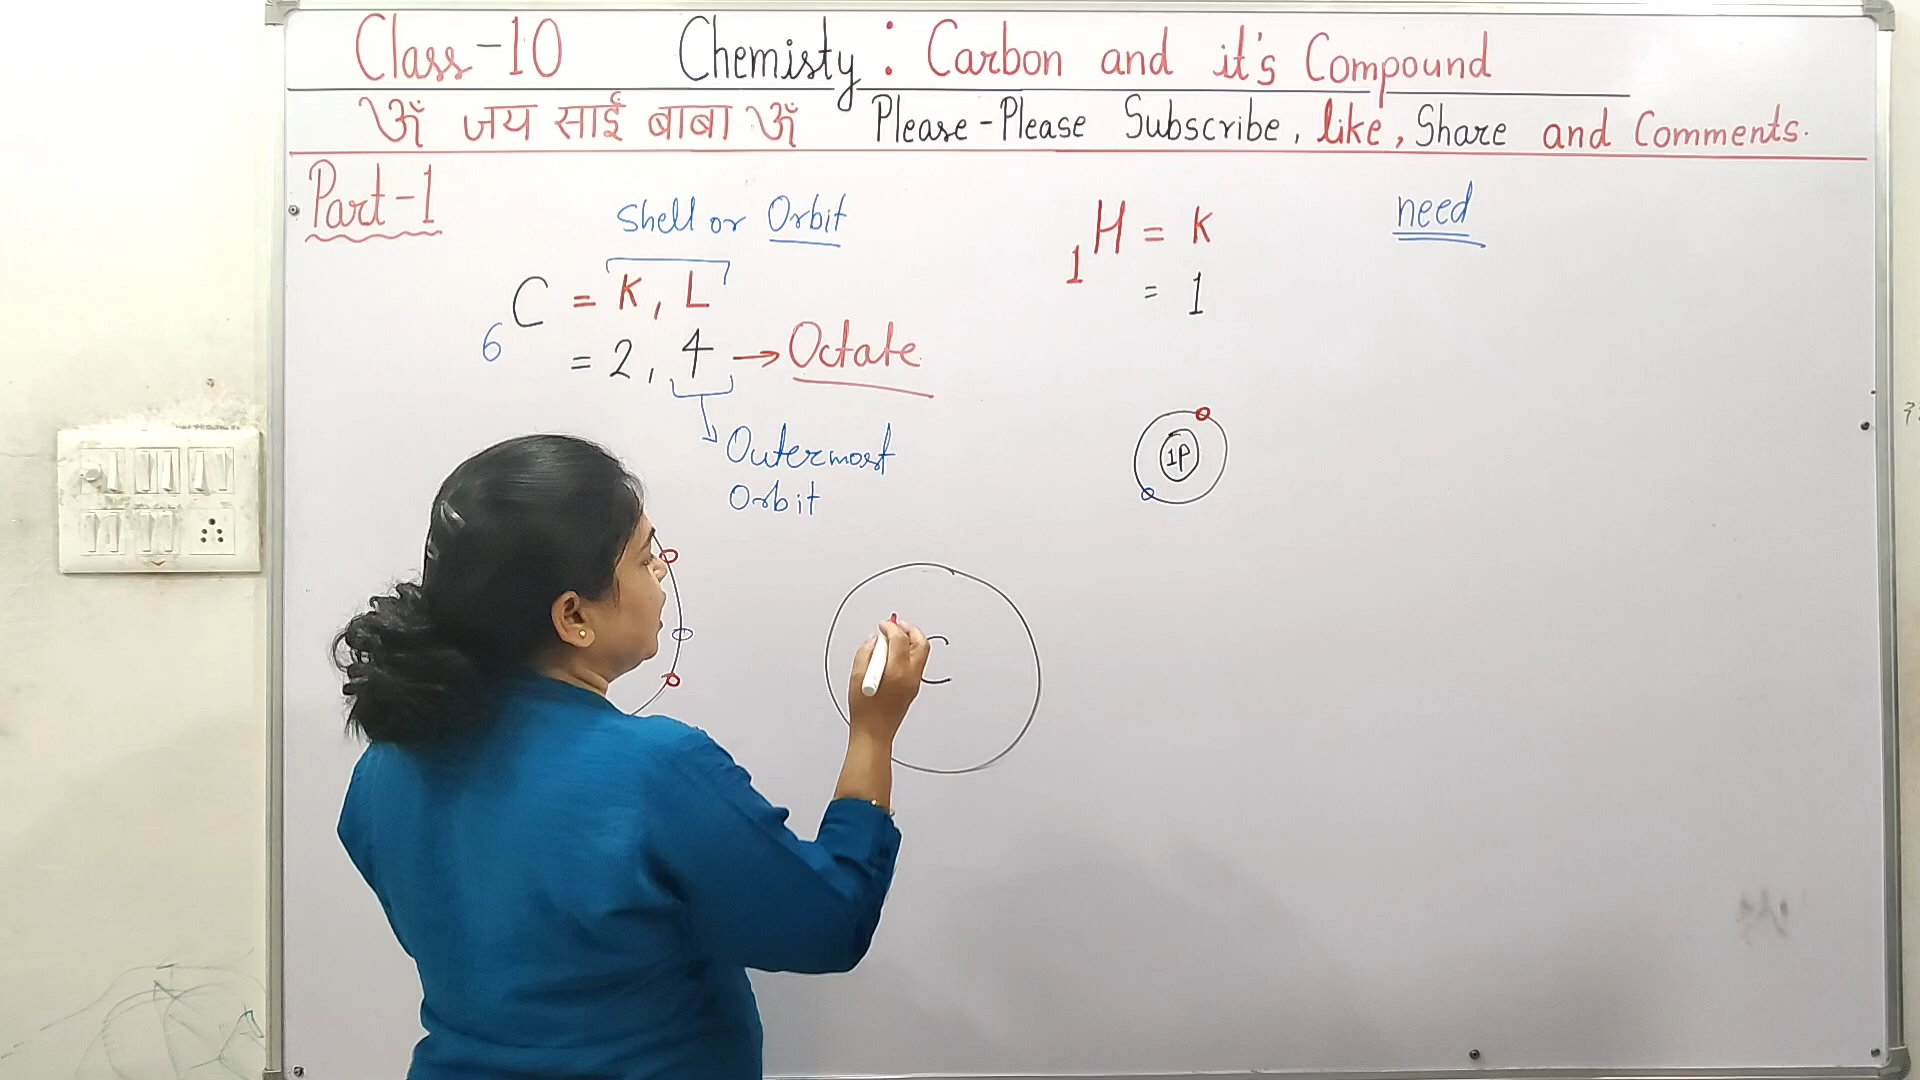 Class-10 Chemisty : Carbon and it's Compound
ॐ जय साईं बाबा ॐ Please-Please Subscribe, like, Share and Comments.
Part-1
Shell or Orbit
6C = K, L
= 2, 4 → Octate
Outermost
Orbit
1H = K
= 1
need
1P
C